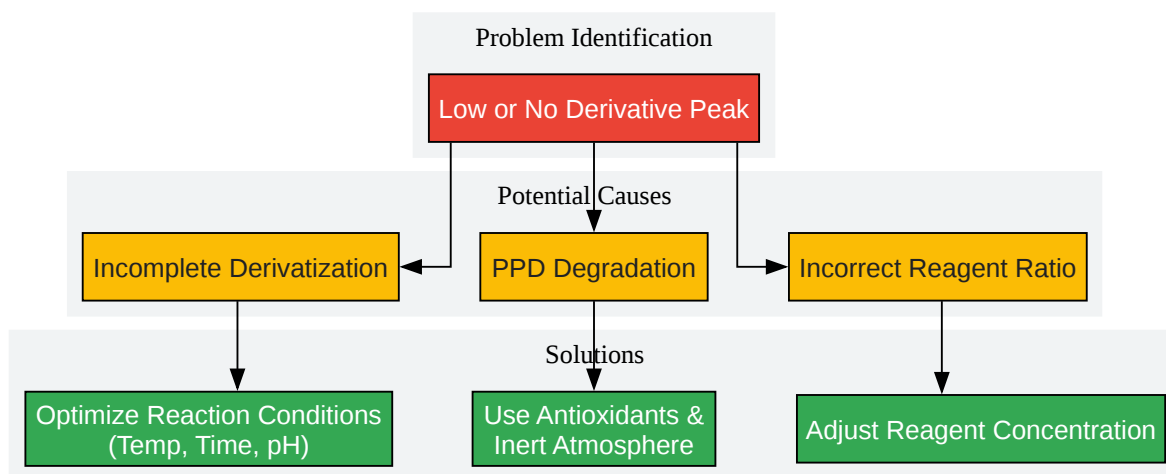 Problem Identification
Low or No Derivative Peak
Potential Causes
Incomplete Derivatization
PPD Degradation
Incorrect Reagent Ratio
Solutions
Optimize Reaction Conditions
(Temp, Time, pH)
Use Antioxidants &
Inert Atmosphere
Adjust Reagent Concentration